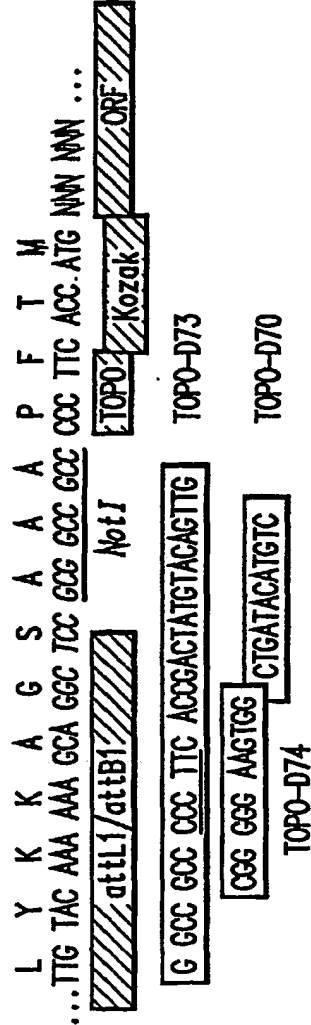 L Y K K A G S A A A P F T M
...TTG TAC AAA AAA GCA GGC TCC GCG GCC GCC CCC TTC ACC.ATG NNN NNN ...
attL1/attB1 NotI TOPO Kozak ORF
G GCC GCC CCC TTC ACCGACTATGTACAGTTG TOPO-D73
CGG GGG AAGTGG CTGATACATGTC TOPO-D70
TOPO-D74